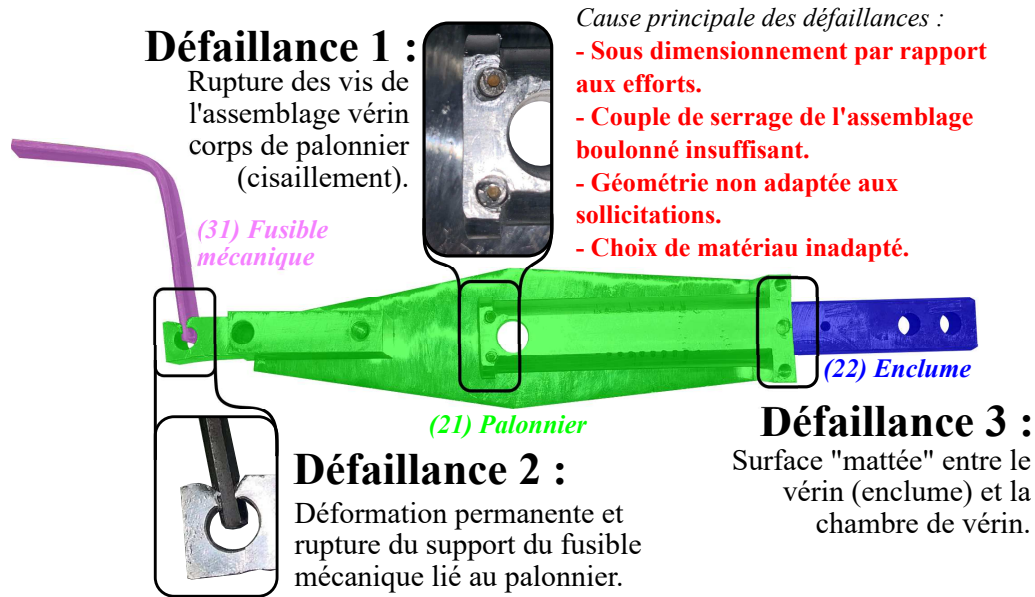 Défaillance 1 :
Rupture des vis de
l'assemblage vérin
corps de palonnier
(cisaillement).
Cause principale des défaillances :
- Sous dimensionnement par rapport
aux efforts.
- Couple de serrage de l'assemblage
boulonné insuffisant.
- Géométrie non adaptée aux
sollicitations.
- Choix de matériau inadapté.
(31) Fusible
mécanique
(22) Enclume
(21) Palonnier
Défaillance 2 :
Déformation permanente et
rupture du support du fusible
mécanique lié au palonnier.
Défaillance 3 :
Surface "mattée" entre le
vérin (enclume) et la
chambre de vérin.